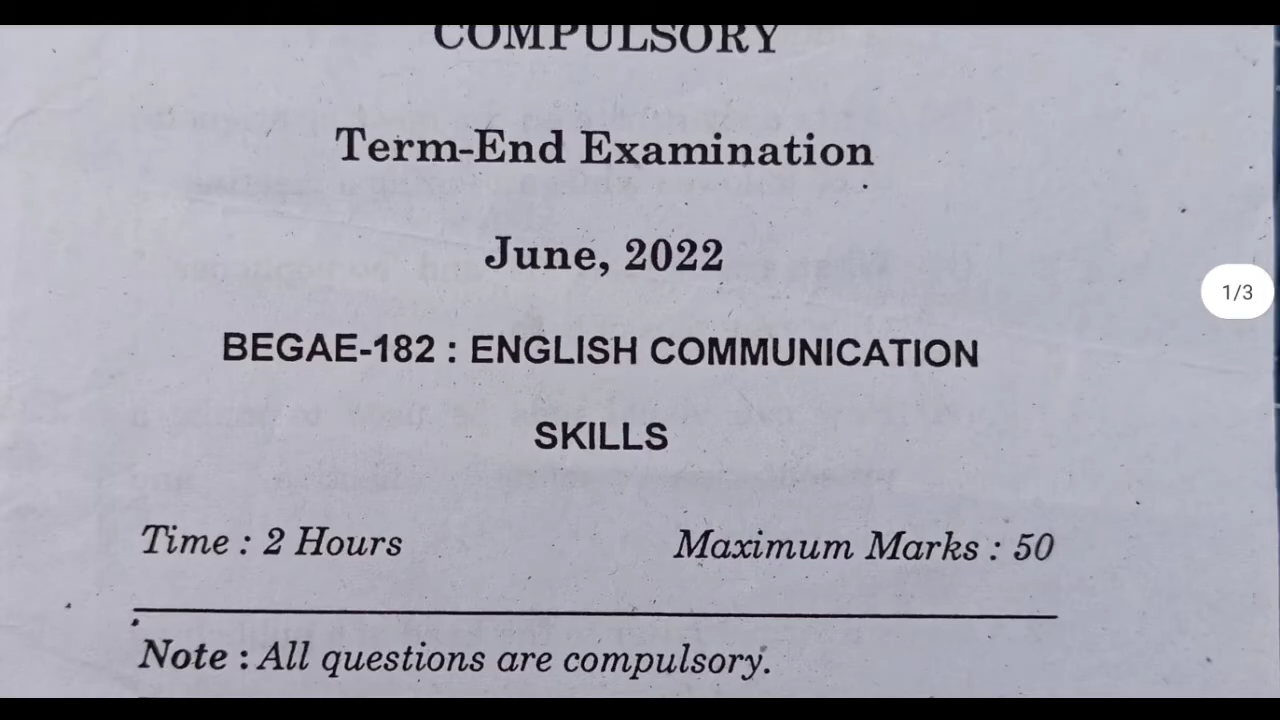 COMPULSORY
Term-End Examination
June, 2022
BEGAE-182 : ENGLISH COMMUNICATION
SKILLS
Time : 2 Hours Maximum Marks : 50
Note : All questions are compulsory.
1/3